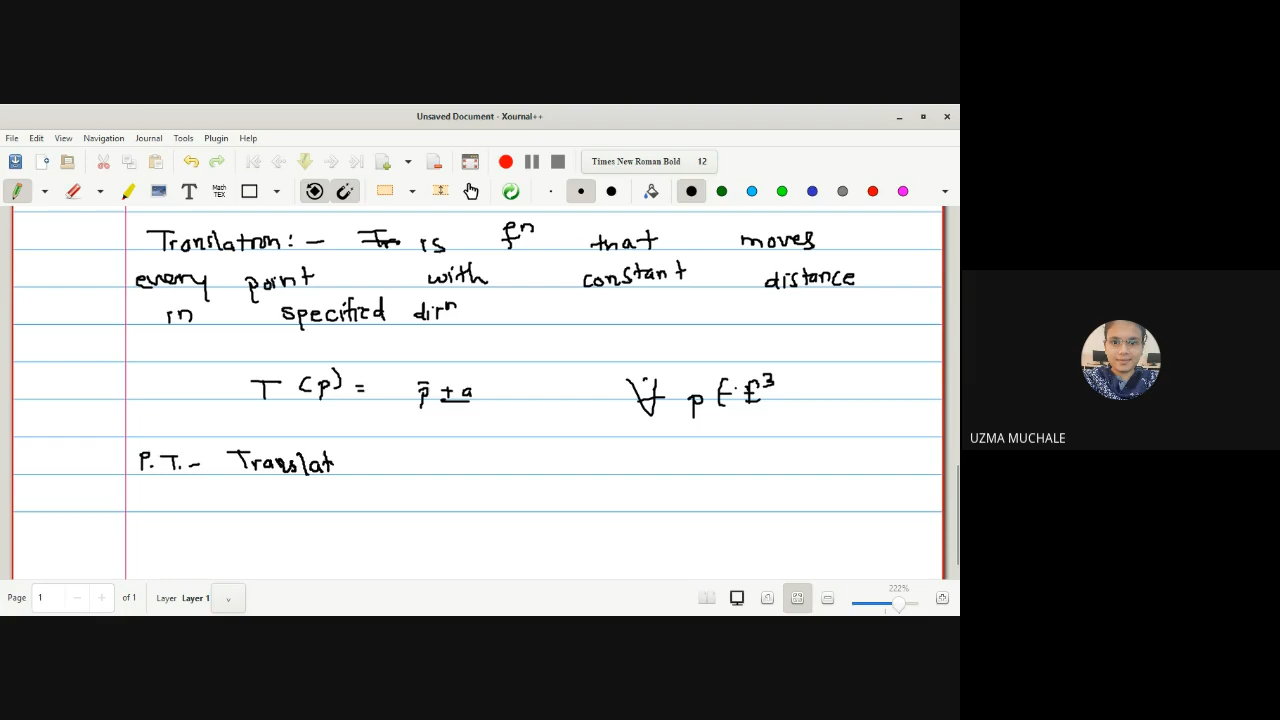 Unsaved Document - Xournal++
File Edit View Navigation Journal Tools Plugin Help
Times New Roman Bold 12
Translation:- is fn that moves
every point with constant distance
in specified dirn
T (p) = p̄ + a ∀ p ∈ E³
P.T.- Translat
UZMA MUCHALE
Page 1 of 1 Layer Layer 1 222%